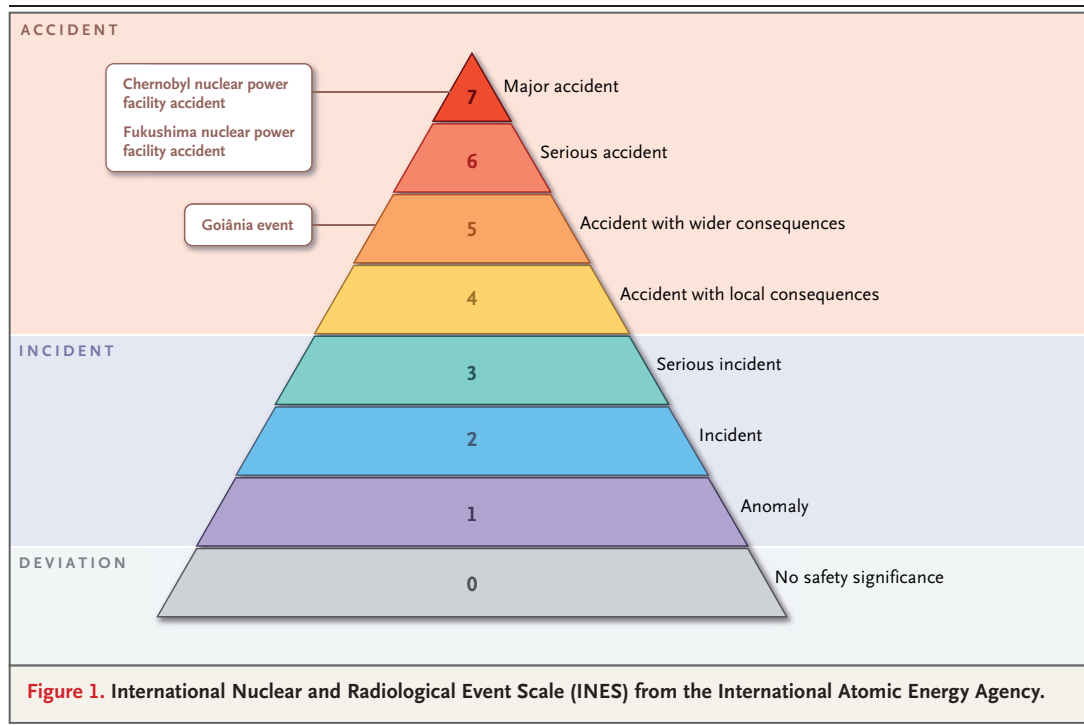 ACCIDENT
Chernobyl nuclear power
facility accident
Fukushima nuclear power
facility accident
7
Major accident
6
Serious accident
Goiânia event
5
Accident with wider consequences
4
Accident with local consequences
INCIDENT
3
Serious incident
2
Incident
1
Anomaly
DEVIATION
0
No safety significance
Figure 1. International Nuclear and Radiological Event Scale (INES) from the International Atomic Energy Agency.